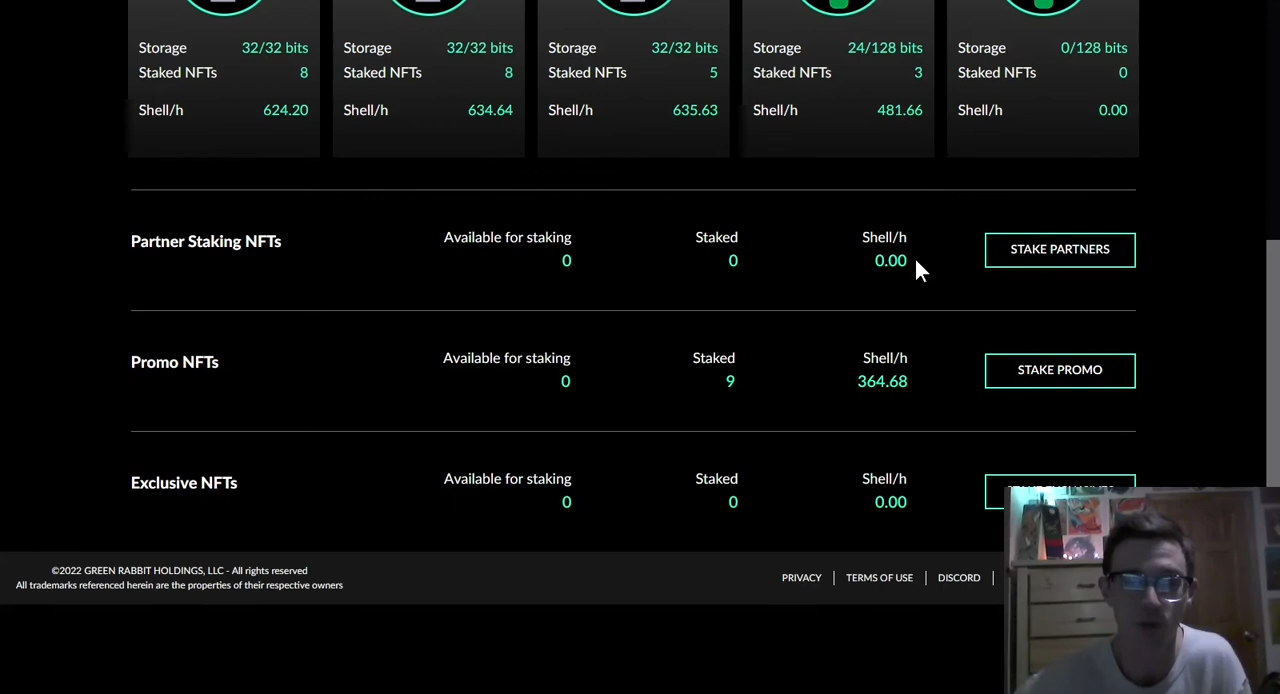 Storage 32/32 bits
Staked NFTs 8
Shell/h 624.20
Storage 32/32 bits
Staked NFTs 8
Shell/h 634.64
Storage 32/32 bits
Staked NFTs 5
Shell/h 635.63
Storage 24/128 bits
Staked NFTs 3
Shell/h 481.66
Storage 0/128 bits
Staked NFTs 0
Shell/h 0.00
Partner Staking NFTs
Available for staking
0
Staked
0
Shell/h
0.00
STAKE PARTNERS
Promo NFTs
Available for staking
0
Staked
9
Shell/h
364.68
STAKE PROMO
Exclusive NFTs
Available for staking
0
Staked
0
Shell/h
0.00
©2022 GREEN RABBIT HOLDINGS, LLC - All rights reserved
All trademarks referenced herein are the properties of their respective owners
PRIVACY
TERMS OF USE
DISCORD